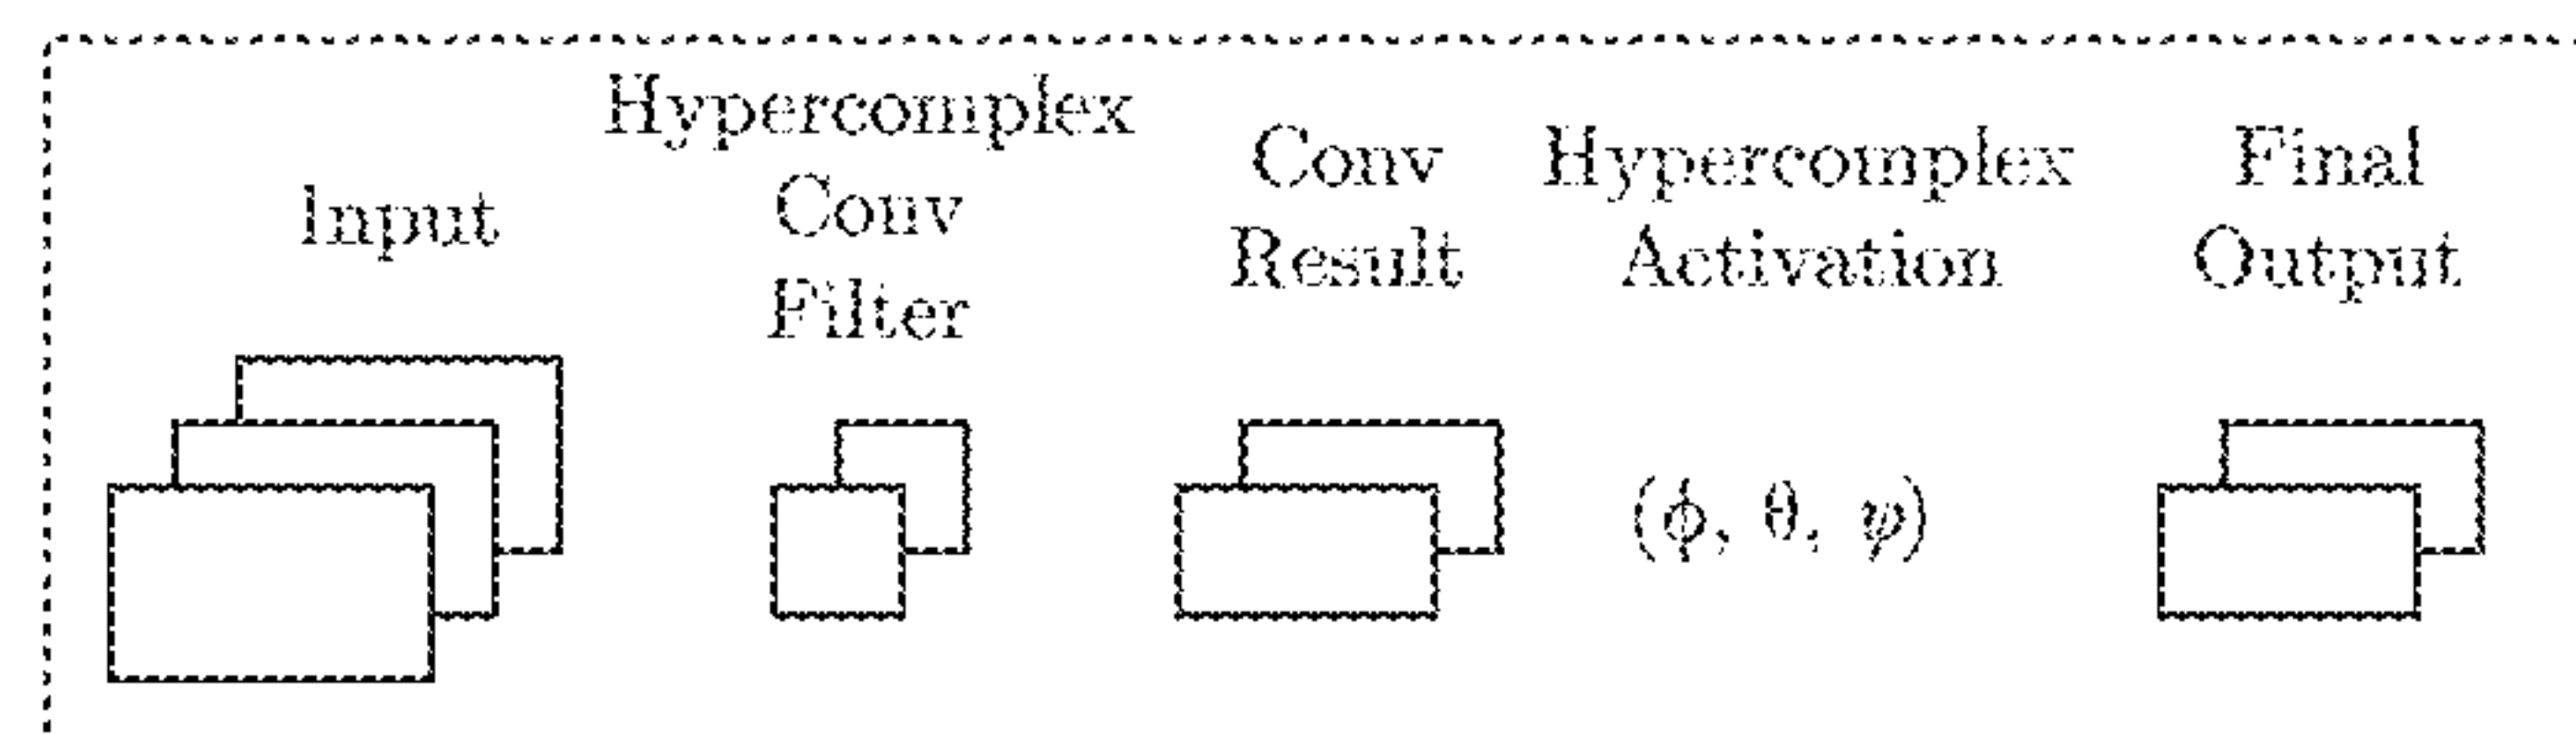 Input
Hypercomplex
Conv
Filter
Conv
Result
Hypercomplex
Activation
Final
Output
(ϕ, θ, ψ)